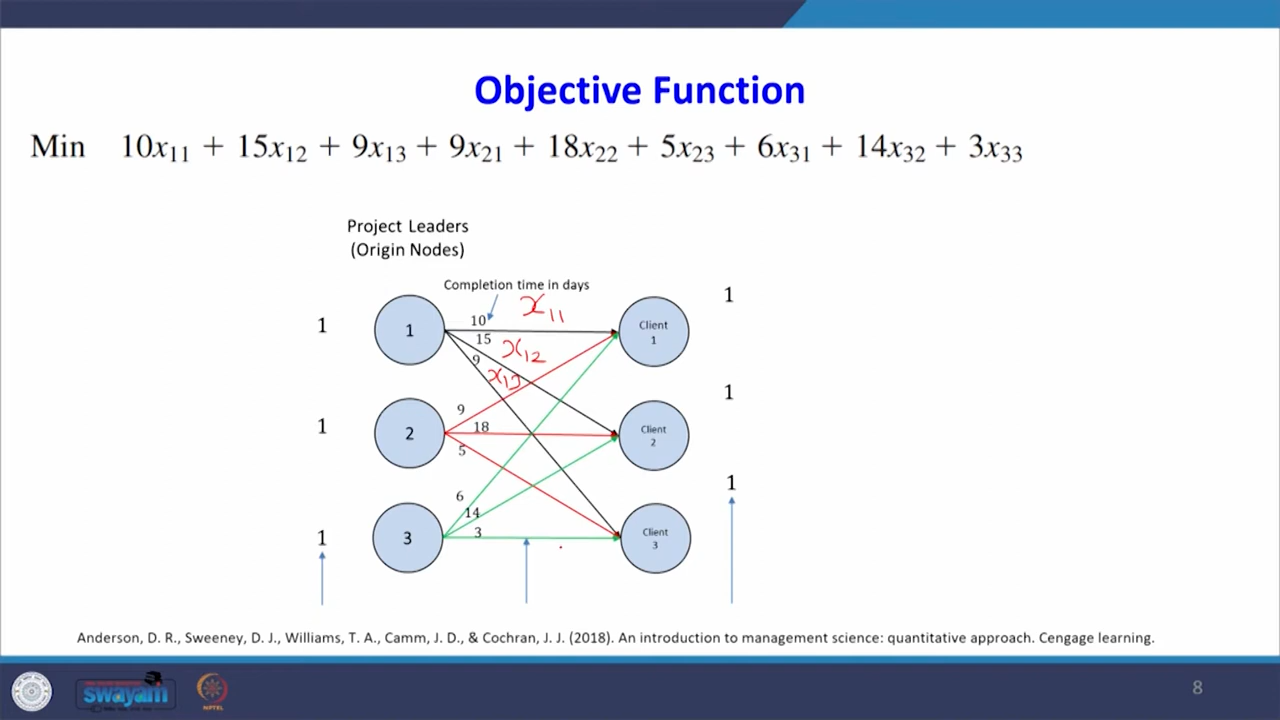 Objective Function
Min 10x₁₁ + 15x₁₂ + 9x₁₃ + 9x₂₁ + 18x₂₂ + 5x₂₃ + 6x₃₁ + 14x₃₂ + 3x₃₃
Project Leaders
(Origin Nodes)
Completion time in days
1
1
10
x₁₁
Client
1
1
15
x₁₂
9
x₁₃
1
2
9
18
5
Client
2
1
1
3
6
14
3
Client
3
1
Anderson, D. R., Sweeney, D. J., Williams, T. A., Camm, J. D., & Cochran, J. J. (2018). An introduction to management science: quantitative approach. Cengage learning.
swayam
NPTEL
8